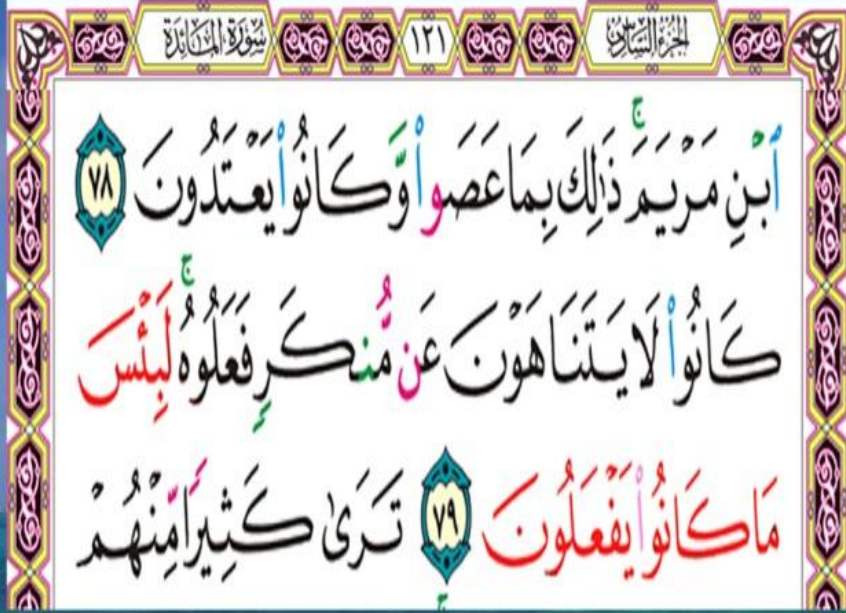 الجزء السادس ١٢١ سورة المائدة
ٱبْنِ مَرْيَمَ ۚ ذَٰلِكَ بِمَا عَصَوا۟ وَّكَانُوا۟ يَعْتَدُونَ ٧٨
كَانُوا۟ لَا يَتَنَاهَوْنَ عَن مُّنكَرٍ فَعَلُوهُ ۚ لَبِئْسَ
مَا كَانُوا۟ يَفْعَلُونَ ٧٩ تَرَىٰ كَثِيرًا مِّنْهُمْ
ج